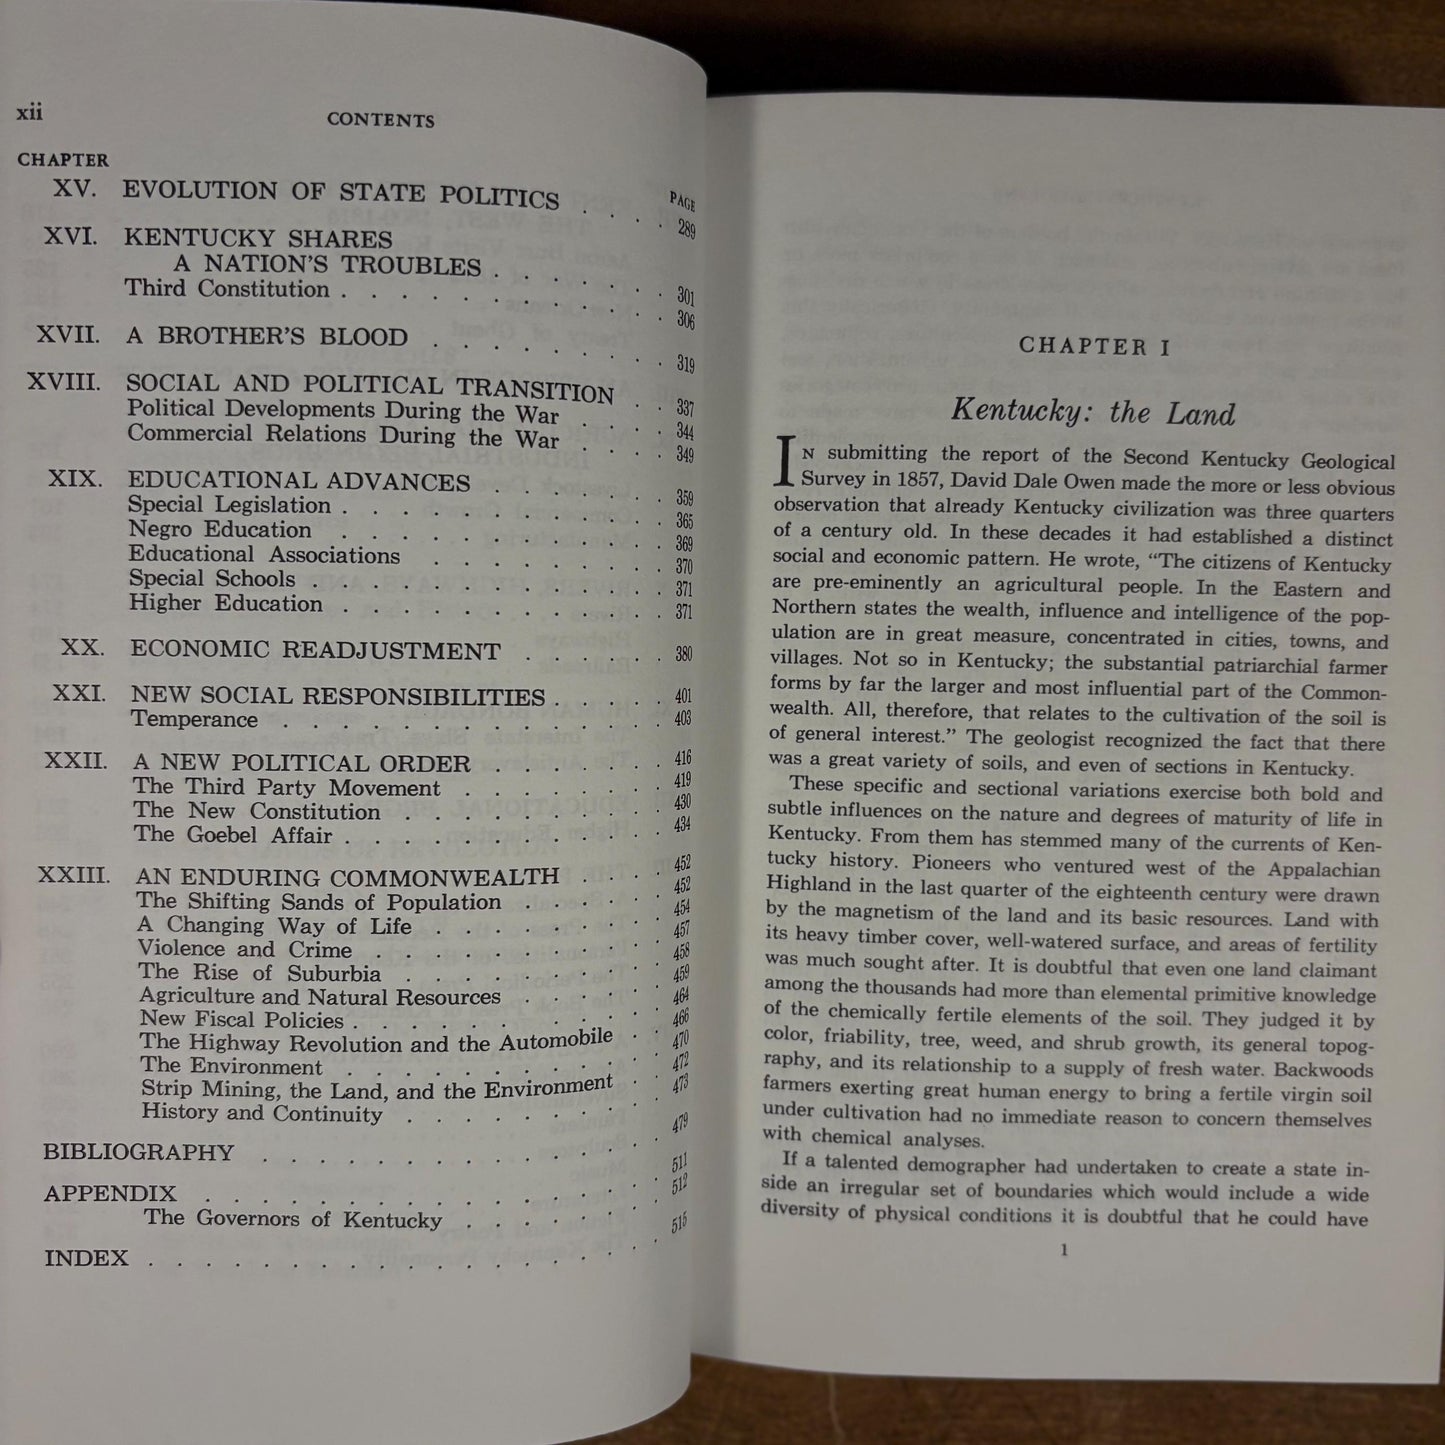 xii
CONTENTS
CHAPTER
PAGE
XV. EVOLUTION OF STATE POLITICS . . . . 289
XVI. KENTUCKY SHARES
A NATION'S TROUBLES . . . . . . . 301
Third Constitution . . . . . . . . . . . 306
XVII. A BROTHER'S BLOOD . . . . . . . . 319
XVIII. SOCIAL AND POLITICAL TRANSITION . . 337
Political Developments During the War . . . . 344
Commercial Relations During the War . . . . 349
XIX. EDUCATIONAL ADVANCES . . . . . . 359
Special Legislation . . . . . . . . . . . 365
Negro Education . . . . . . . . . . . 369
Educational Associations . . . . . . . . 370
Special Schools . . . . . . . . . . . . 371
Higher Education . . . . . . . . . . . 371
XX. ECONOMIC READJUSTMENT . . . . . . 380
XXI. NEW SOCIAL RESPONSIBILITIES . . . . . 401
Temperance . . . . . . . . . . . . . 403
XXII. A NEW POLITICAL ORDER . . . . . . 416
The Third Party Movement . . . . . . . 419
The New Constitution . . . . . . . . . 430
The Goebel Affair . . . . . . . . . . . 434
XXIII. AN ENDURING COMMONWEALTH . . . . 452
The Shifting Sands of Population . . . . . 452
A Changing Way of Life . . . . . . . . 454
Violence and Crime . . . . . . . . . . 457
The Rise of Suburbia . . . . . . . . . 458
Agriculture and Natural Resources . . . . . 459
New Fiscal Policies . . . . . . . . . . 464
The Highway Revolution and the Automobile . . 466
The Environment . . . . . . . . . . 470
Strip Mining, the Land, and the Environment . . 472
History and Continuity . . . . . . . . . 473
BIBLIOGRAPHY . . . . . . . . . . . . 479
APPENDIX . . . . . . . . . . . . . . 511
The Governors of Kentucky . . . . . . . 512
INDEX . . . . . . . . . . . . . . . . 515
CHAPTER I
Kentucky: the Land
IN submitting the report of the Second Kentucky Geological
Survey in 1857, David Dale Owen made the more or less obvious
observation that already Kentucky civilization was three quarters
of a century old. In these decades it had established a distinct
social and economic pattern. He wrote, “The citizens of Kentucky
are pre-eminently an agricultural people. In the Eastern and
Northern states the wealth, influence and intelligence of the pop-
ulation are in great measure, concentrated in cities, towns, and
villages. Not so in Kentucky; the substantial patriarchial farmer
forms by far the larger and most influential part of the Common-
wealth. All, therefore, that relates to the cultivation of the soil is
of general interest.” The geologist recognized the fact that there
was a great variety of soils, and even of sections in Kentucky.
These specific and sectional variations exercise both bold and
subtle influences on the nature and degrees of maturity of life in
Kentucky. From them has stemmed many of the currents of Ken-
tucky history. Pioneers who ventured west of the Appalachian
Highland in the last quarter of the eighteenth century were drawn
by the magnetism of the land and its basic resources. Land with
its heavy timber cover, well-watered surface, and areas of fertility
was much sought after. It is doubtful that even one land claimant
among the thousands had more than elemental primitive knowledge
of the chemically fertile elements of the soil. They judged it by
color, friability, tree, weed, and shrub growth, its general topog-
raphy, and its relationship to a supply of fresh water. Backwoods
farmers exerting great human energy to bring a fertile virgin soil
under cultivation had no immediate reason to concern themselves
with chemical analyses.
If a talented demographer had undertaken to create a state in-
side an irregular set of boundaries which would include a wide
diversity of physical conditions it is doubtful that he could have
1